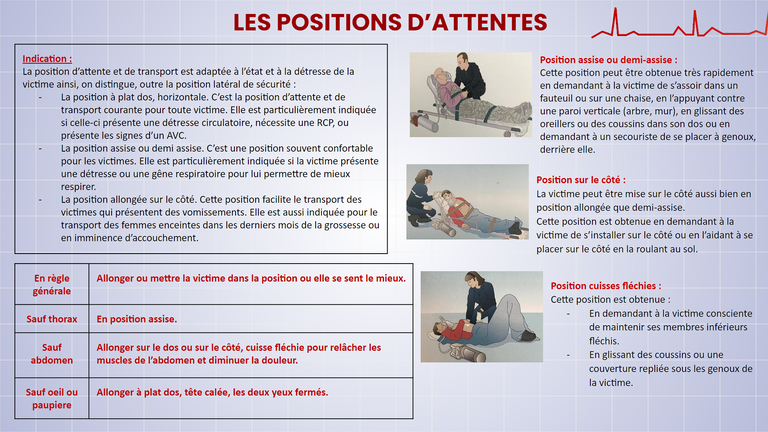 LES POSITIONS D'ATTENTES
Indication :
La position d'attente et de transport est adaptée à l'état et à la détresse de la
victime ainsi, on distingue, outre la position latéral de sécurité :
- La position à plat dos, horizontale. C'est la position d'attente et de
transport courante pour toute victime. Elle est particulièrement indiquée
si celle-ci présente une détresse circulatoire, nécessite une RCP, ou
présente les signes d'un AVC.
- La position assise ou demi assise. C'est une position souvent confortable
pour les victimes. Elle est particulièrement indiquée si la victime présente
une détresse ou une gêne respiratoire pour lui permettre de mieux
respirer.
- La position allongée sur le côté. Cette position facilite le transport des
victimes qui présentent des vomissements. Elle est aussi indiquée pour le
transport des femmes enceintes dans les derniers mois de la grossesse ou
en imminence d'accouchement.
En règle
générale
Allonger ou mettre la victime dans la position ou elle se sent le mieux.
Sauf thorax
En position assise.
Sauf
abdomen
Allonger sur le dos ou sur le côté, cuisse fléchie pour relâcher les
muscles de l'abdomen et diminuer la douleur.
Sauf oeil ou
paupiere
Allonger à plat dos, tête calée, les deux yeux fermés.
Position assise ou demi-assise :
Cette position peut être obtenue très rapidement
en demandant à la victime de s'assoir dans un
fauteuil ou sur une chaise, en l'appuyant contre
une paroi verticale (arbre, mur), en glissant des
oreillers ou des coussins dans son dos ou en
demandant à un secouriste de se placer à genoux,
derrière elle.
Position sur le côté :
La victime peut être mise sur le côté aussi bien en
position allongée que demi-assise.
Cette position est obtenue en demandant à la
victime de s'installer sur le côté ou en l'aidant à se
placer sur le côté en la roulant au sol.
Position cuisses fléchies :
Cette position est obtenue :
- En demandant à la victime consciente
de maintenir ses membres inférieurs
fléchis.
- En glissant des coussins ou une
couverture repliée sous les genoux de
la victime.